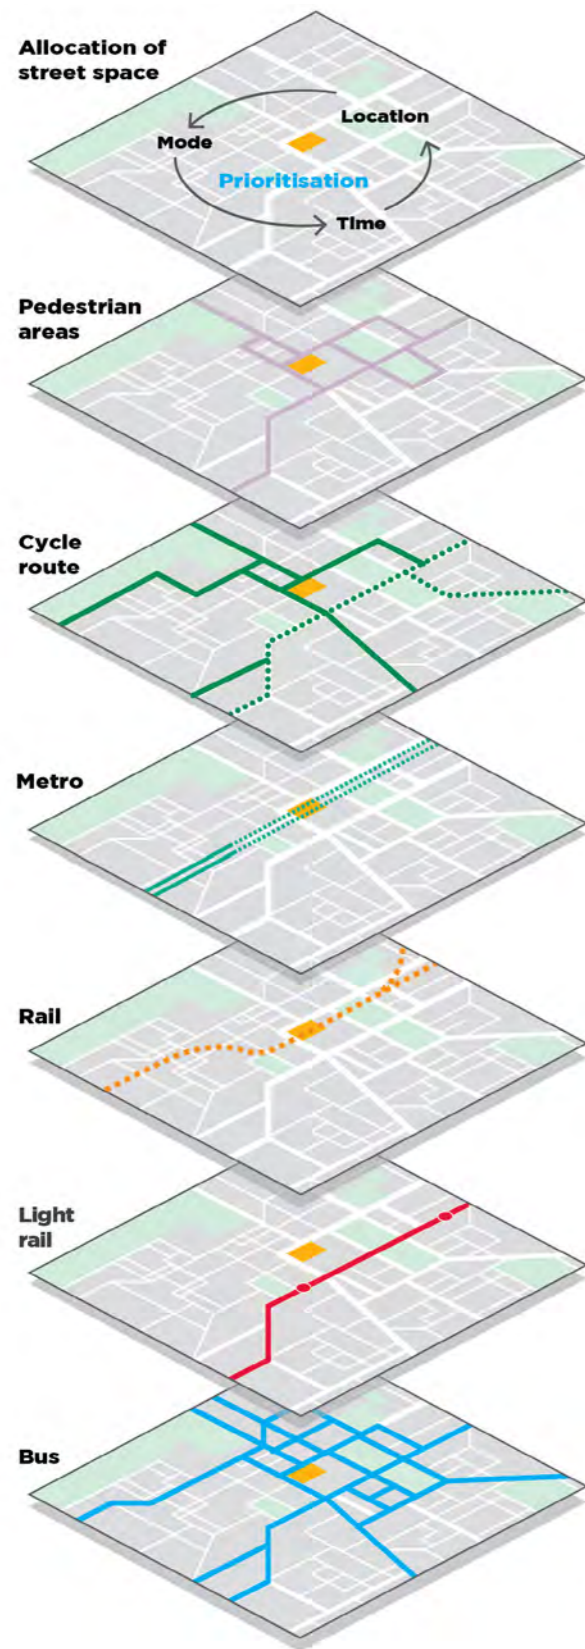 Allocation of
street space
Location
Mode
Prioritisation
Time
Pedestrian
areas
Cycle
route
Metro
Rail
Light
rail
Bus